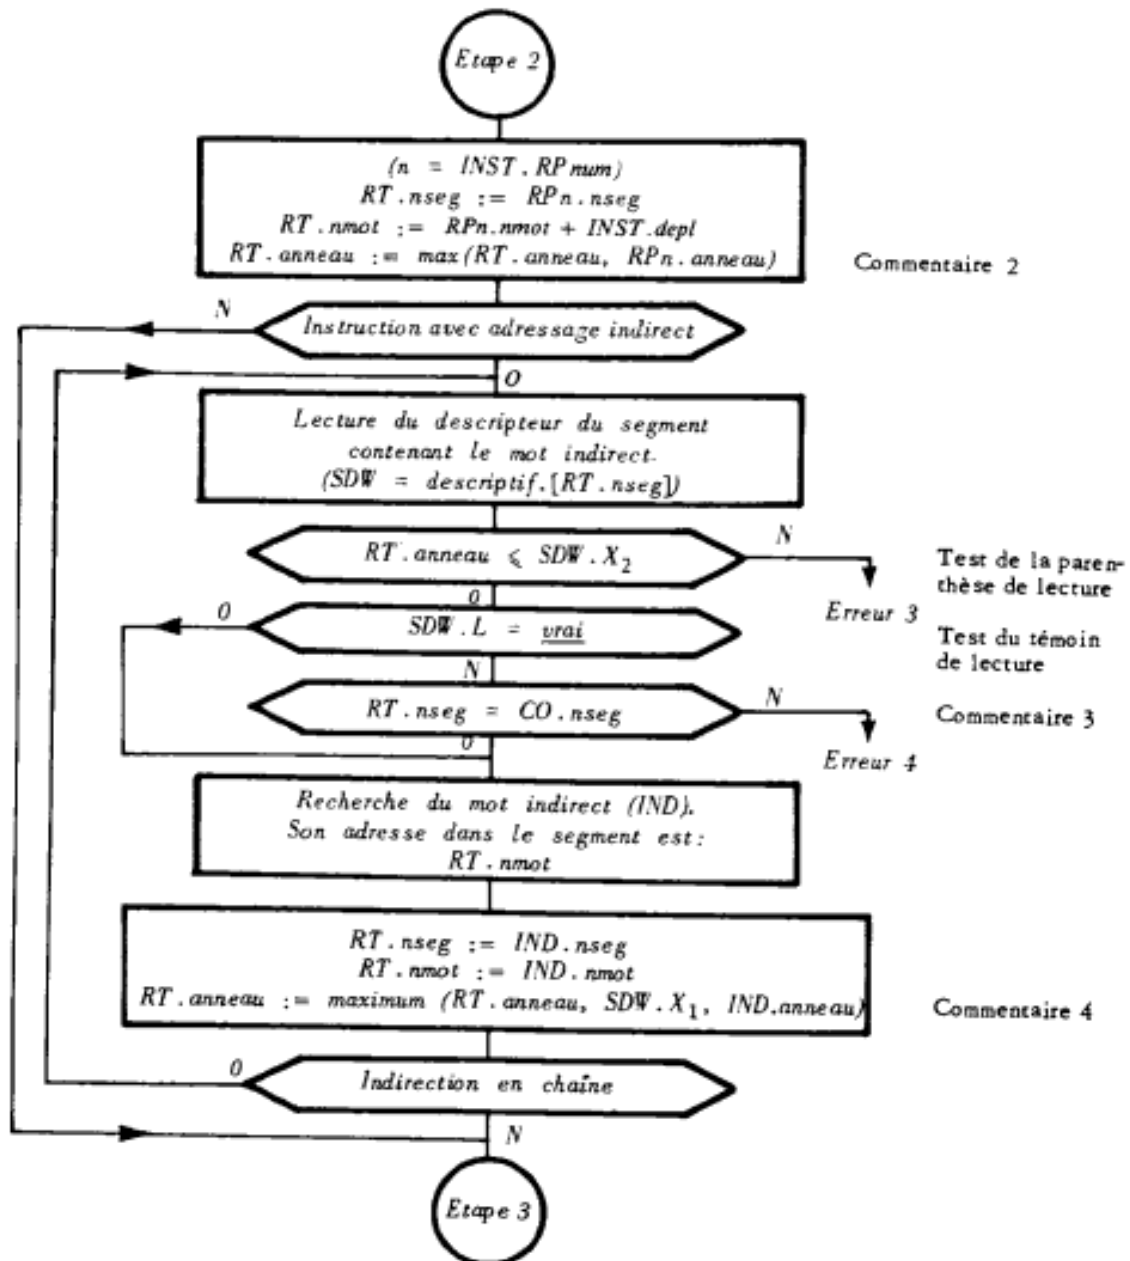 Etape 2
(n = INST.RPnum)
RT.nseg := RPn.nseg
RT.nmot := RPn.nmot + INST.depl
RT.anneau := max(RT.anneau, RPn.anneau)
Commentaire 2
N
Instruction avec adressage indirect
O
Lecture du descripteur du segment
contenant le mot indirect.
(SDW = descriptif.[RT.nseg])
RT.anneau ⩽ SDW.X₂
N
Erreur 3
Test de la paren-
thèse de lecture
O
O
SDW.L = vrai
Test du témoin
de lecture
N
RT.nseg = CO.nseg
N
Erreur 4
Commentaire 3
O
Recherche du mot indirect (IND).
Son adresse dans le segment est:
RT.nmot
RT.nseg := IND.nseg
RT.nmot := IND.nmot
RT.anneau := maximum (RT.anneau, SDW.X₁, IND.anneau)
Commentaire 4
O
Indirection en chaîne
N
Etape 3